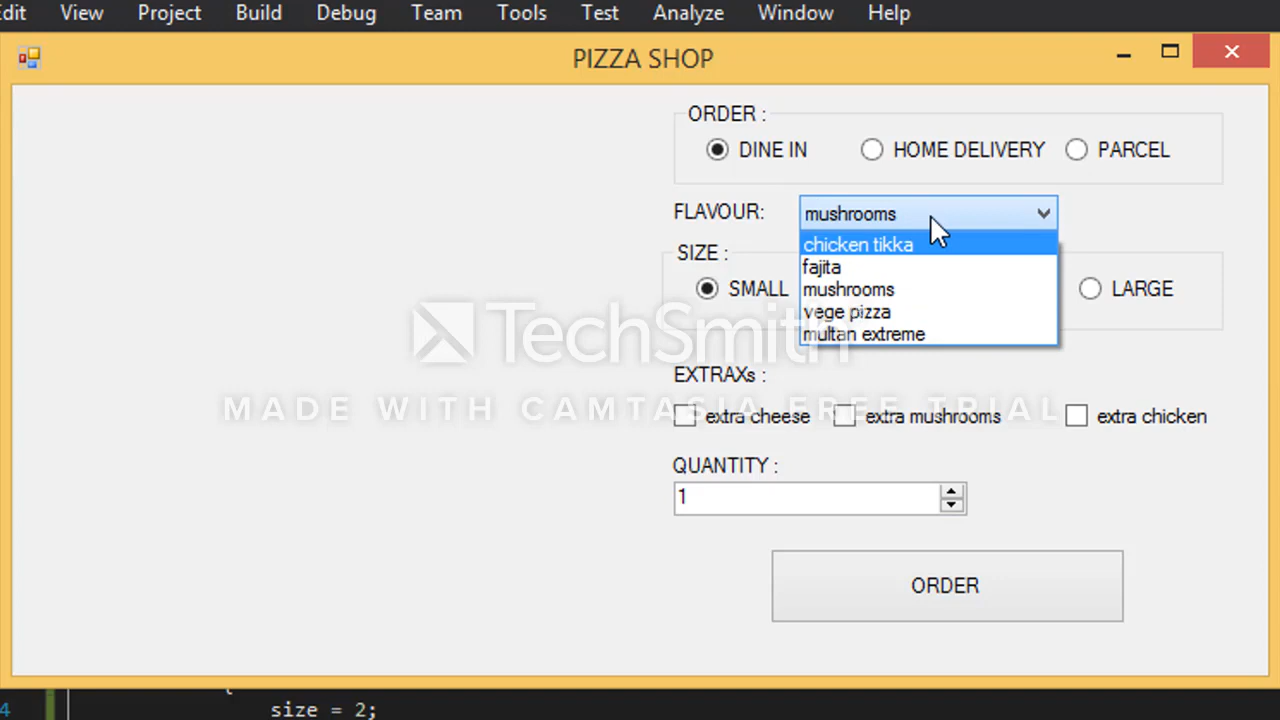 Edit View Project Build Debug Team Tools Test Analyze Window Help
PIZZA SHOP
ORDER :
DINE IN HOME DELIVERY PARCEL
FLAVOUR: mushrooms
chicken tikka
SIZE :
fajita
SMALL mushrooms LARGE
vege pizza
multan extreme
TechSmith
EXTRAXs :
MADE WITH CAMTASIA FREE TRIAL
extra cheese extra mushrooms extra chicken
QUANTITY :
1
ORDER
4 size = 2;